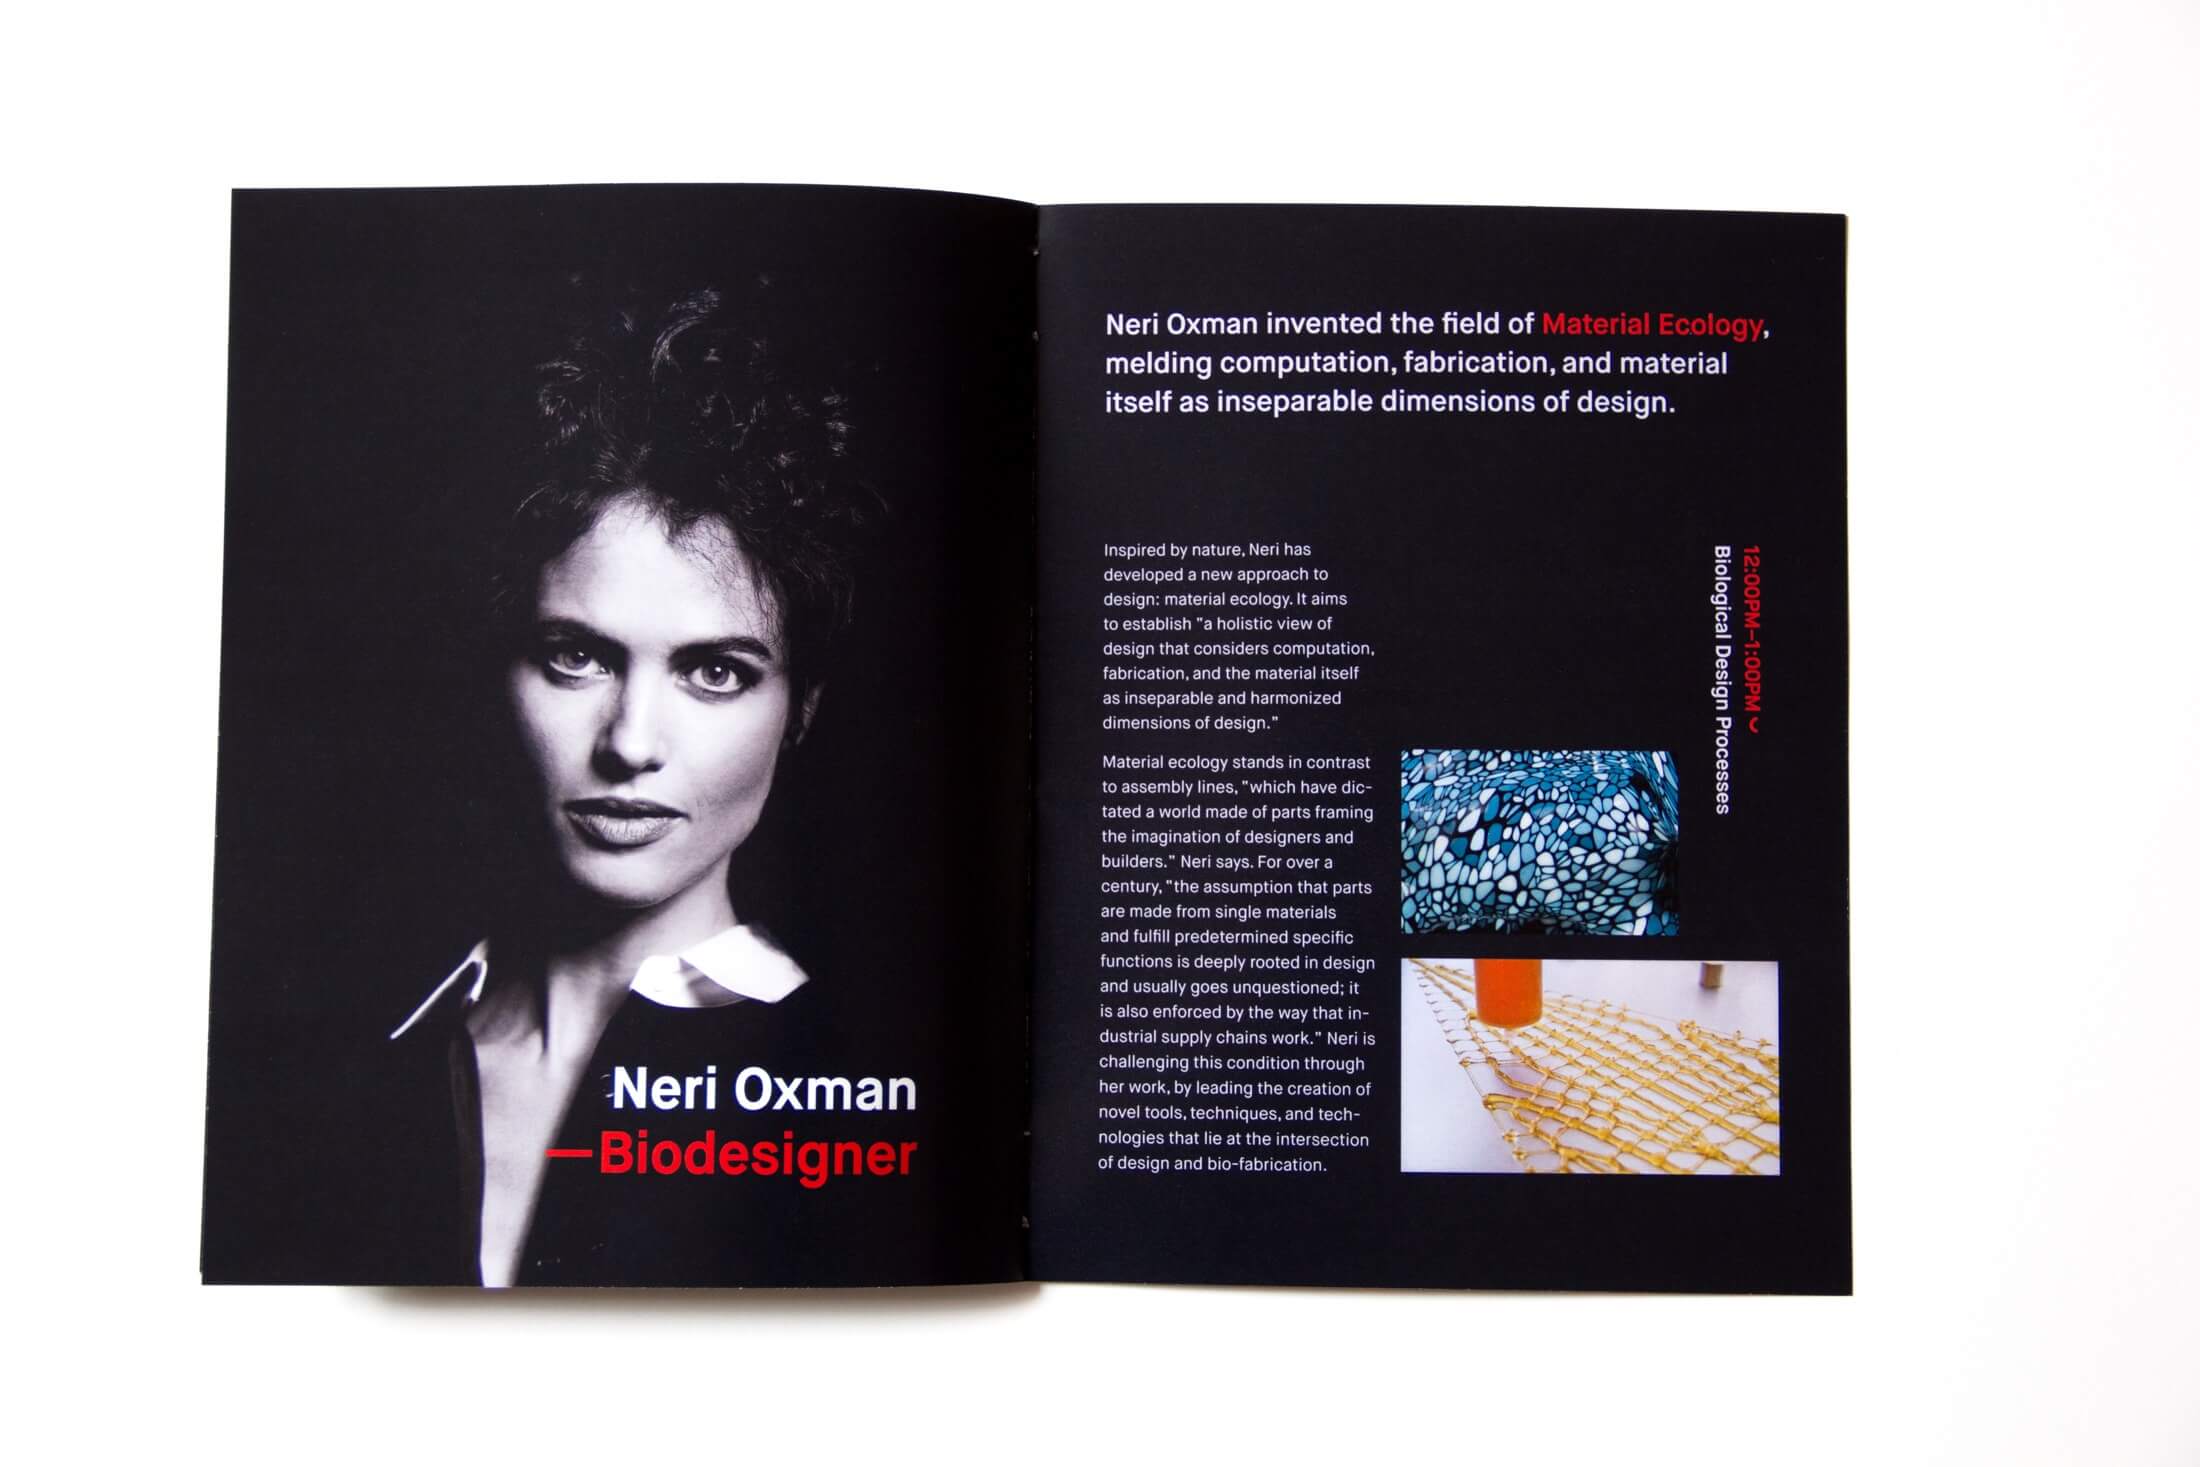 Neri Oxman
—Biodesigner
Neri Oxman invented the field of Material Ecology,
melding computation, fabrication, and material
itself as inseparable dimensions of design.
Inspired by nature, Neri has
developed a new approach to
design: material ecology. It aims
to establish "a holistic view of
design that considers computation,
fabrication, and the material itself
as inseparable and harmonized
dimensions of design."
Material ecology stands in contrast
to assembly lines, "which have dic-
tated a world made of parts framing
the imagination of designers and
builders." Neri says. For over a
century, "the assumption that parts
are made from single materials
and fulfill predetermined specific
functions is deeply rooted in design
and usually goes unquestioned; it
is also enforced by the way that in-
dustrial supply chains work." Neri is
challenging this condition through
her work, by leading the creation of
novel tools, techniques, and tech-
nologies that lie at the intersection
of design and bio-fabrication.
12:00PM–1:00PM
Biological Design Processes